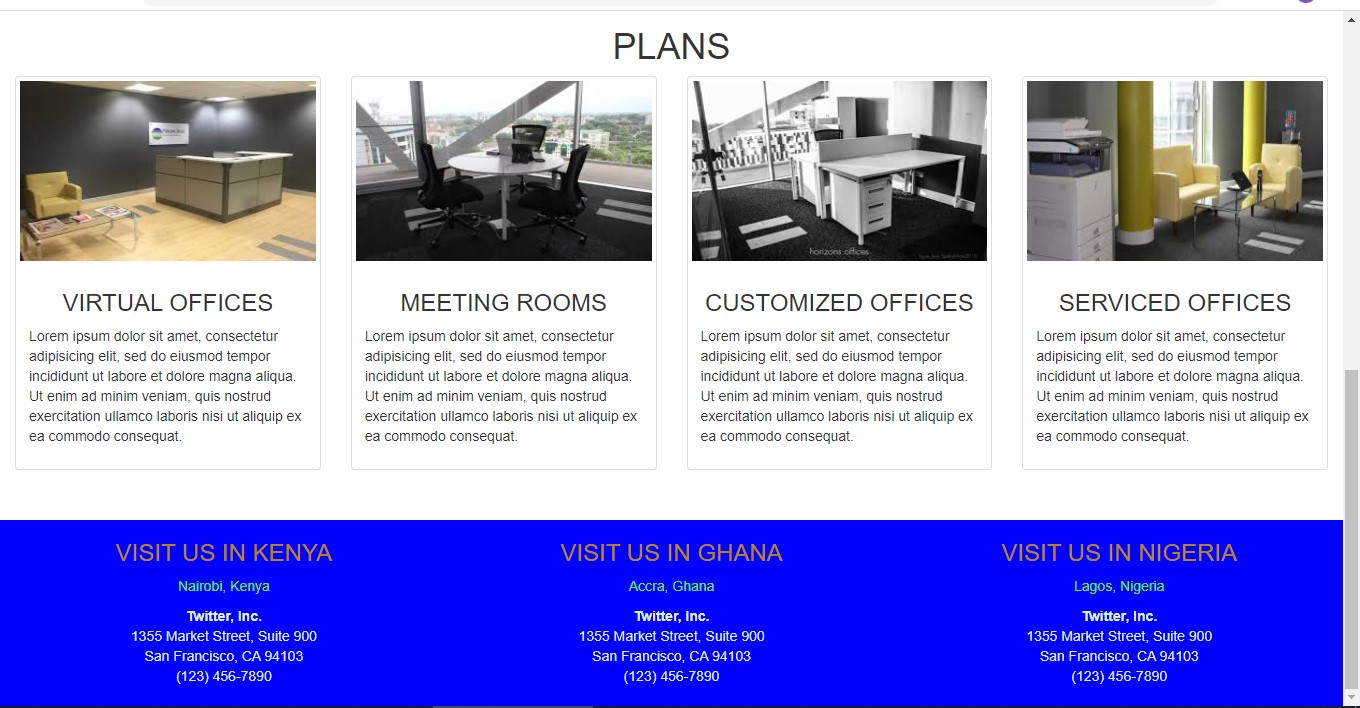 PLANS
VIRTUAL OFFICES
Lorem ipsum dolor sit amet, consectetur
adipisicing elit, sed do eiusmod tempor
incididunt ut labore et dolore magna aliqua.
Ut enim ad minim veniam, quis nostrud
exercitation ullamco laboris nisi ut aliquip ex
ea commodo consequat.
MEETING ROOMS
Lorem ipsum dolor sit amet, consectetur
adipisicing elit, sed do eiusmod tempor
incididunt ut labore et dolore magna aliqua.
Ut enim ad minim veniam, quis nostrud
exercitation ullamco laboris nisi ut aliquip ex
ea commodo consequat.
horizons offices
CUSTOMIZED OFFICES
Lorem ipsum dolor sit amet, consectetur
adipisicing elit, sed do eiusmod tempor
incididunt ut labore et dolore magna aliqua.
Ut enim ad minim veniam, quis nostrud
exercitation ullamco laboris nisi ut aliquip ex
ea commodo consequat.
SERVICED OFFICES
Lorem ipsum dolor sit amet, consectetur
adipisicing elit, sed do eiusmod tempor
incididunt ut labore et dolore magna aliqua.
Ut enim ad minim veniam, quis nostrud
exercitation ullamco laboris nisi ut aliquip ex
ea commodo consequat.
VISIT US IN KENYA
Nairobi, Kenya
Twitter, Inc.
1355 Market Street, Suite 900
San Francisco, CA 94103
(123) 456-7890
VISIT US IN GHANA
Accra, Ghana
Twitter, Inc.
1355 Market Street, Suite 900
San Francisco, CA 94103
(123) 456-7890
VISIT US IN NIGERIA
Lagos, Nigeria
Twitter, Inc.
1355 Market Street, Suite 900
San Francisco, CA 94103
(123) 456-7890